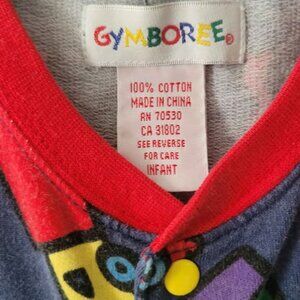 GYMBOREE®
100% COTTON
MADE IN CHINA
RN 70530
CA 31802
SEE REVERSE
FOR CARE
INFANT